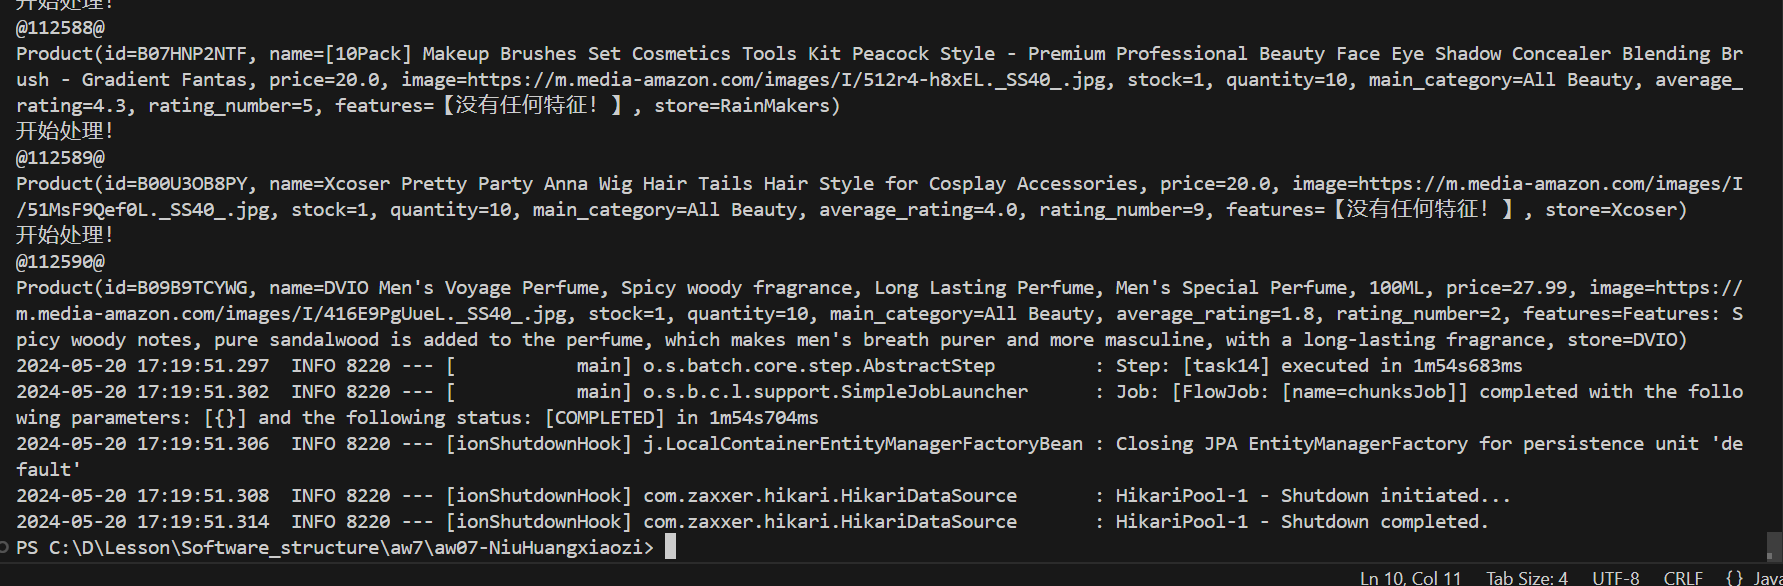 开始处理!
@112588@
Product(id=B07HNP2NTF, name=[10Pack] Makeup Brushes Set Cosmetics Tools Kit Peacock Style - Premium Professional Beauty Face Eye Shadow Concealer Blending Br
ush - Gradient Fantas, price=20.0, image=https://m.media-amazon.com/images/I/512r4-h8xEL._SS40_.jpg, stock=1, quantity=10, main_category=All Beauty, average_
rating=4.3, rating_number=5, features=【没有任何特征！】, store=RainMakers)
开始处理!
@112589@
Product(id=B00U3OB8PY, name=Xcoser Pretty Party Anna Wig Hair Tails Hair Style for Cosplay Accessories, price=20.0, image=https://m.media-amazon.com/images/I
/51MsF9Qef0L._SS40_.jpg, stock=1, quantity=10, main_category=All Beauty, average_rating=4.0, rating_number=9, features=【没有任何特征！】, store=Xcoser)
开始处理!
@112590@
Product(id=B09B9TCYWG, name=DVIO Men's Voyage Perfume, Spicy woody fragrance, Long Lasting Perfume, Men's Special Perfume, 100ML, price=27.99, image=https://
m.media-amazon.com/images/I/416E9PgUueL._SS40_.jpg, stock=1, quantity=10, main_category=All Beauty, average_rating=1.8, rating_number=2, features=Features: S
picy woody notes, pure sandalwood is added to the perfume, which makes men's breath purer and more masculine, with a long-lasting fragrance, store=DVIO)
2024-05-20 17:19:51.297  INFO 8220 --- [           main] o.s.batch.core.step.AbstractStep         : Step: [task14] executed in 1m54s683ms
2024-05-20 17:19:51.302  INFO 8220 --- [           main] o.s.b.c.l.support.SimpleJobLauncher      : Job: [FlowJob: [name=chunksJob]] completed with the follo
wing parameters: [{}] and the following status: [COMPLETED] in 1m54s704ms
2024-05-20 17:19:51.306  INFO 8220 --- [ionShutdownHook] j.LocalContainerEntityManagerFactoryBean : Closing JPA EntityManagerFactory for persistence unit 'de
fault'
2024-05-20 17:19:51.308  INFO 8220 --- [ionShutdownHook] com.zaxxer.hikari.HikariDataSource       : HikariPool-1 - Shutdown initiated...
2024-05-20 17:19:51.314  INFO 8220 --- [ionShutdownHook] com.zaxxer.hikari.HikariDataSource       : HikariPool-1 - Shutdown completed.
PS C:\D\Lesson\Software_structure\aw7\aw07-NiuHuangxiaozi>
Ln 10, Col 11 Tab Size: 4 UTF-8 CRLF {} Java